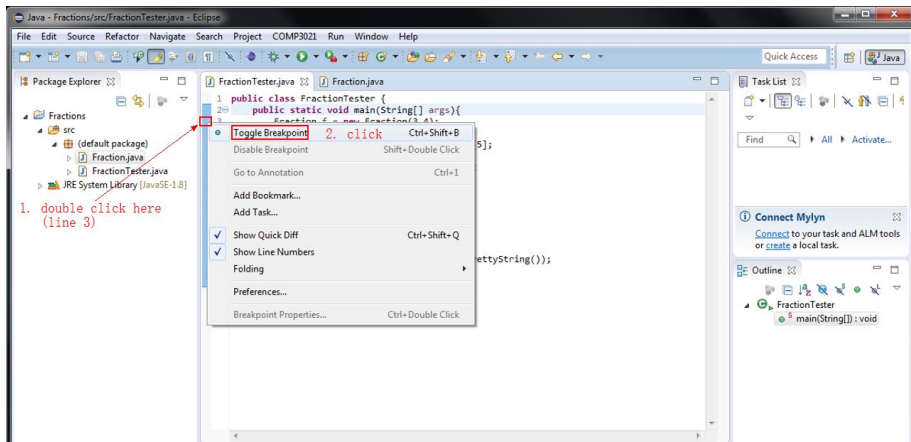 Java - Fractions/src/FractionTester.java - Eclipse
File Edit Source Refactor Navigate Search Project COMP3021 Run Window Help
Quick Access
Java
Package Explorer
Fractions
src
(default package)
Fraction.java
FractionTester.java
JRE System Library [JavaSE-1.8]
1. double click here
(line 3)
FractionTester.java
Fraction.java
1 public class FractionTester {
2 public static void main(String[] args){
3 Fraction f = new Fraction(3,4);
5];
ettyString());
Toggle Breakpoint Ctrl+Shift+B
2. click
Disable Breakpoint Shift+Double Click
Go to Annotation Ctrl+1
Add Bookmark...
Add Task...
Show Quick Diff Ctrl+Shift+Q
Show Line Numbers
Folding
Preferences...
Breakpoint Properties... Ctrl+Double Click
Task List
Find
All
Activate...
Connect Mylyn
Connect to your task and ALM tools
or create a local task.
Outline
FractionTester
main(String[]) : void